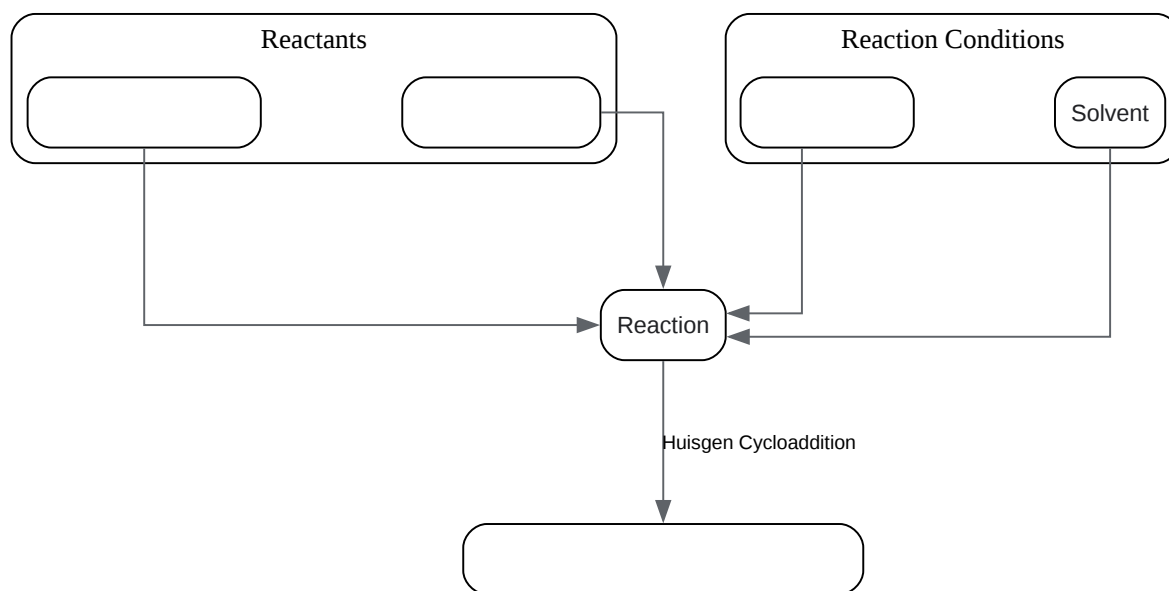 Reactants
Reaction Conditions
Solvent
Reaction
Huisgen Cycloaddition